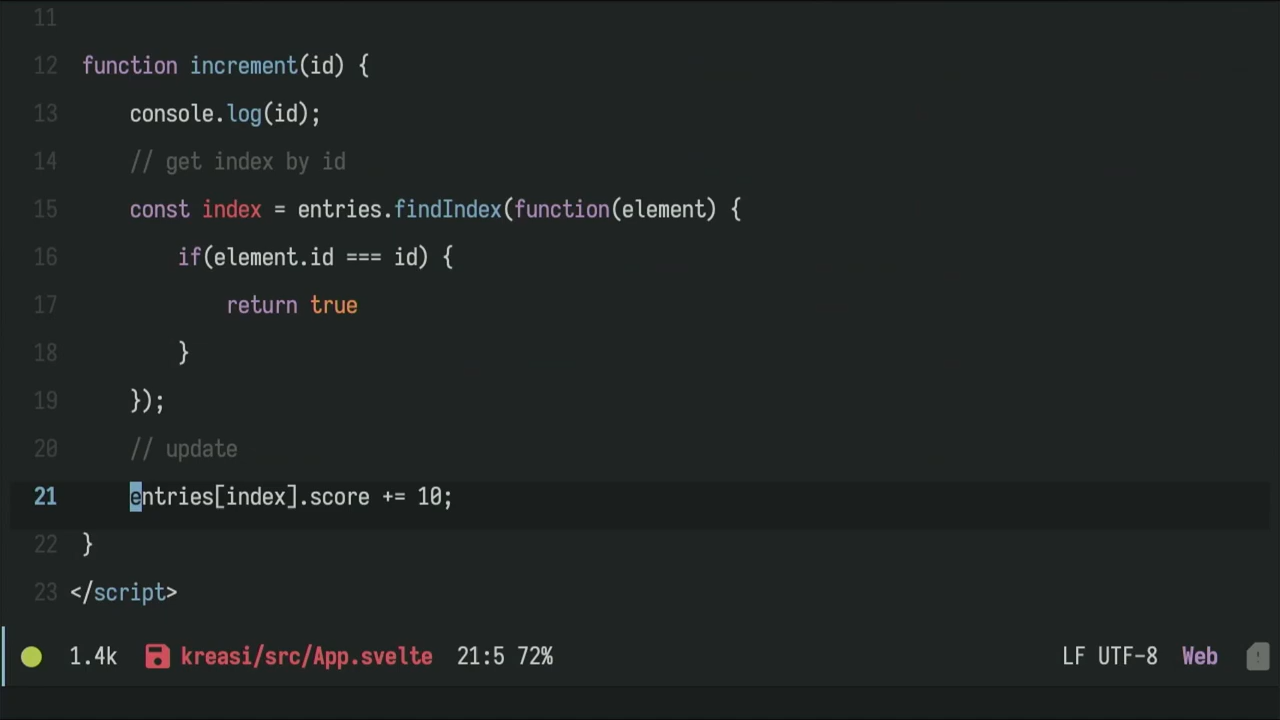 11
12 function increment(id) {
13     console.log(id);
14     // get index by id
15     const index = entries.findIndex(function(element) {
16         if(element.id === id) {
17             return true
18         }
19     });
20     // update
21     entries[index].score += 10;
22 }
23 </script>
1.4k kreasi/src/App.svelte 21:5 72% LF UTF-8 Web